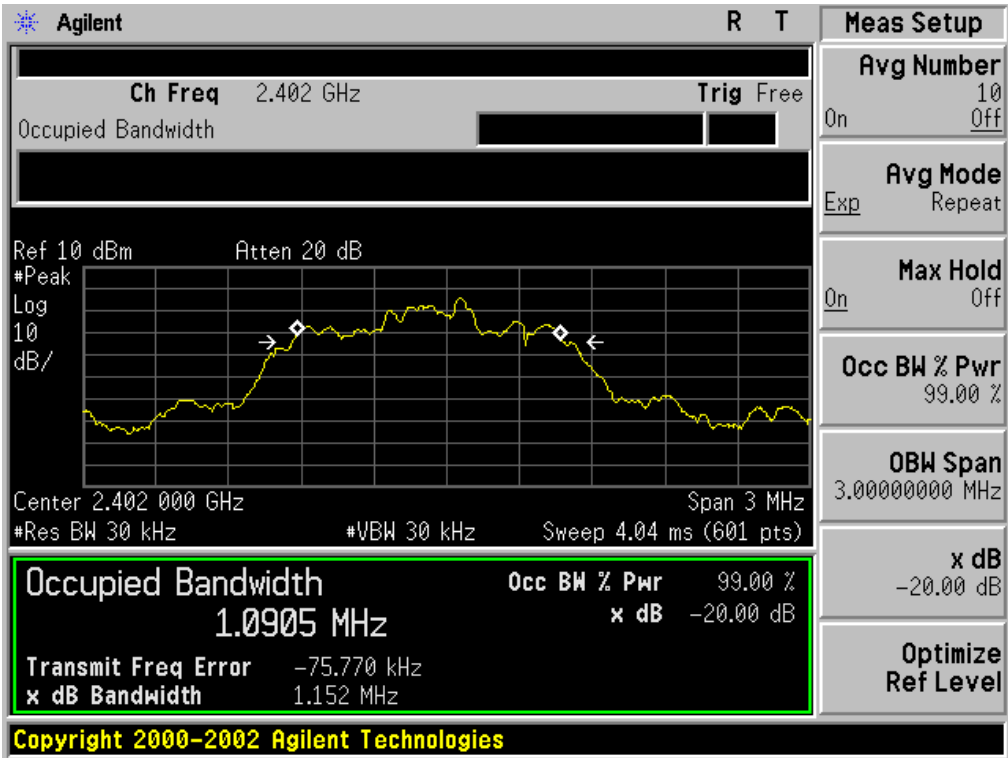 Agilent R T
Ch Freq 2.402 GHz Trig Free
Occupied Bandwidth
Ref 10 dBm Atten 20 dB
#Peak
Log
10
dB/
Center 2.402 000 GHz Span 3 MHz
#Res BW 30 kHz #VBW 30 kHz Sweep 4.04 ms (601 pts)
Occupied Bandwidth Occ BW % Pwr 99.00 %
1.0905 MHz x dB -20.00 dB
Transmit Freq Error -75.770 kHz
x dB Bandwidth 1.152 MHz
Copyright 2000-2002 Agilent Technologies
Meas Setup
Avg Number
10
On Off
Avg Mode
Exp Repeat
Max Hold
On Off
Occ BW % Pwr
99.00 %
OBW Span
3.00000000 MHz
x dB
-20.00 dB
Optimize
Ref Level